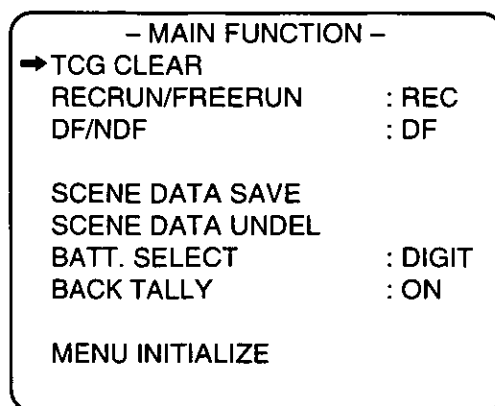 – MAIN FUNCTION –
➡TCG CLEAR
RECRUN/FREERUN : REC
DF/NDF : DF
SCENE DATA SAVE
SCENE DATA UNDEL
BATT. SELECT : DIGIT
BACK TALLY : ON
MENU INITIALIZE